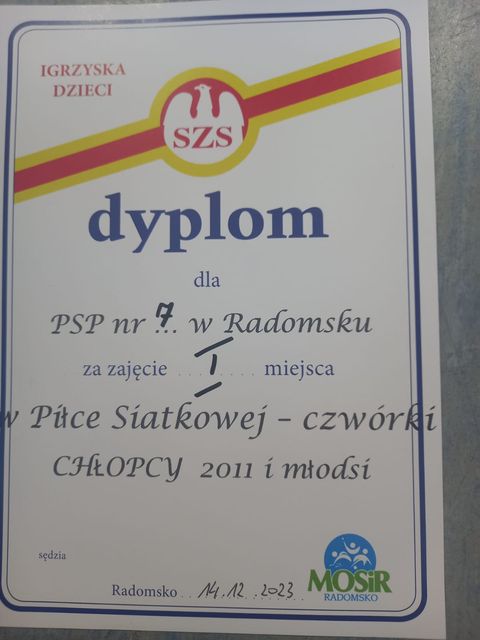 IGRZYSKA
DZIECI
SZS
dyplom
dla
PSP nr 7... w Radomsku
za zajęcie ..... I ..... miejsca
w Piłce Siatkowej – czwórki
CHŁOPCY 2011 i młodsi
sędzia
Radomsko ..14.12..2023..
MOSiR
RADOMSKO